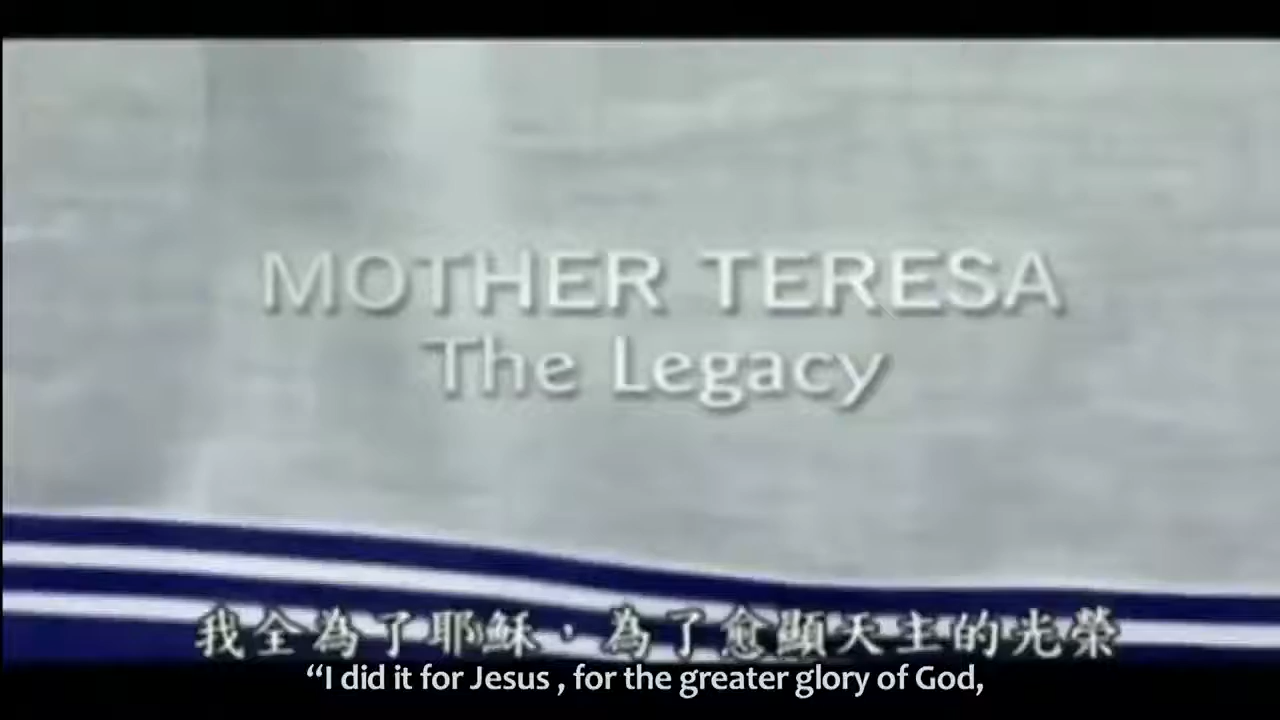 MOTHER TERESA
The Legacy
我全為了耶穌，為了愈顯天主的光榮
“I did it for Jesus , for the greater glory of God,